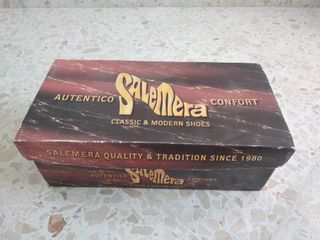 AUTENTICO SALEMERA CONFORT
CLASSIC & MODERN SHOES
SALEMERA QUALITY & TRADITION SINCE 1980
AUTENTICO SALEMERA CONFORT